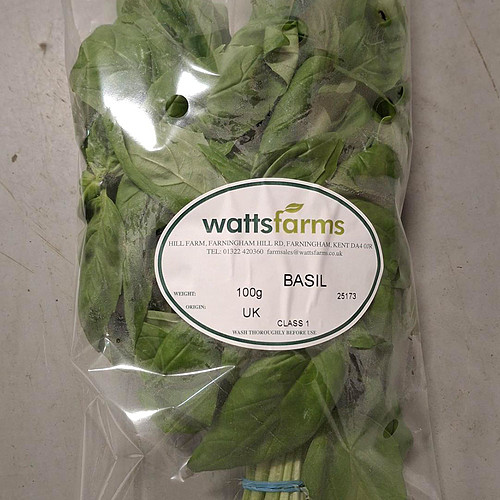 wattsfarms
HILL FARM, FARNINGHAM HILL RD, FARNINGHAM, KENT DA4 0JR
TEL: 01322 420360 farmsales@wattsfarms.co.uk
BASIL
WEIGHT: 100g 25173
ORIGIN: UK
CLASS 1
WASH THOROUGHLY BEFORE USE